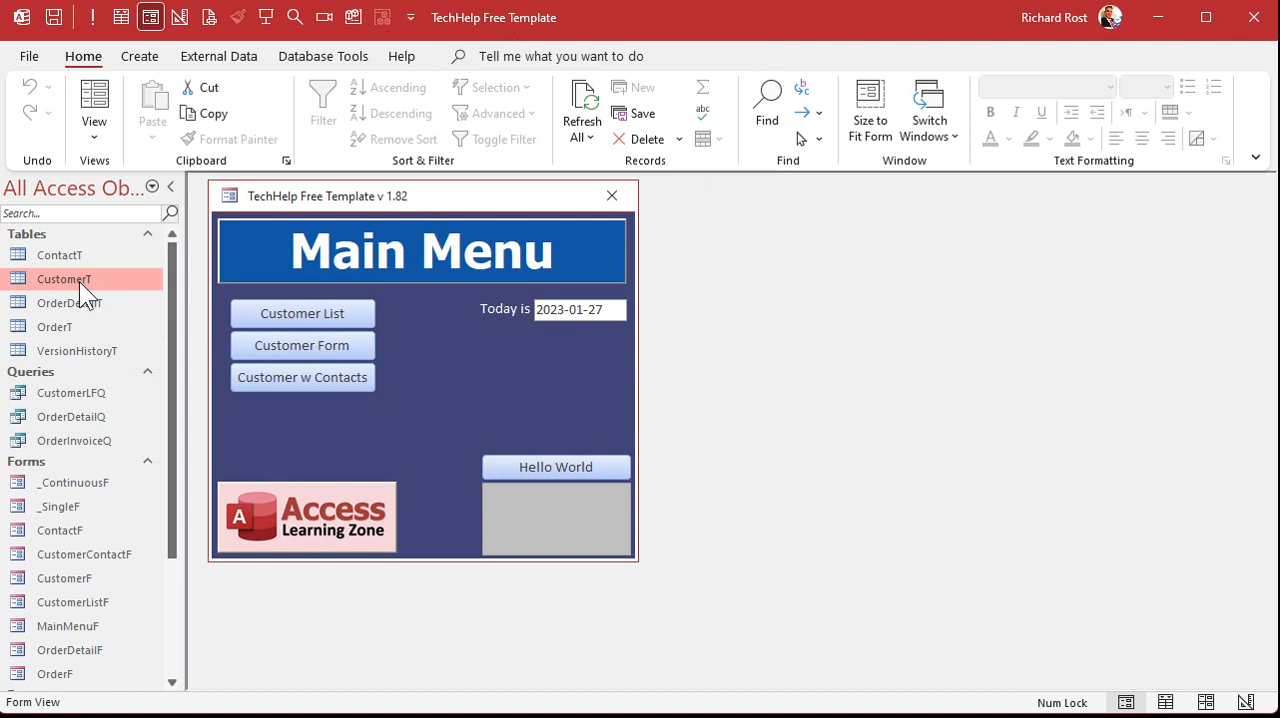 TechHelp Free Template
Richard Rost
File Home Create External Data Database Tools Help Tell me what you want to do
View
Paste
Cut
Copy
Format Painter
Filter
Ascending
Descending
Remove Sort
Selection
Advanced
Toggle Filter
Refresh
All
New
Save
Delete
Find
Size to
Fit Form
Switch
Windows
B I U
Undo Views Clipboard Sort & Filter Records Find Window Text Formatting
All Access Ob...
Search...
Tables
ContactT
CustomerT
OrderDetailT
OrderT
VersionHistoryT
Queries
CustomerLFQ
OrderDetailQ
OrderInvoiceQ
Forms
_ContinuousF
_SingleF
ContactF
CustomerContactF
CustomerF
CustomerListF
MainMenuF
OrderDetailF
OrderF
TechHelp Free Template v 1.82
Main Menu
Customer List
Customer Form
Customer w Contacts
Today is 2023-01-27
Hello World
A Access
Learning Zone
Form View
Num Lock